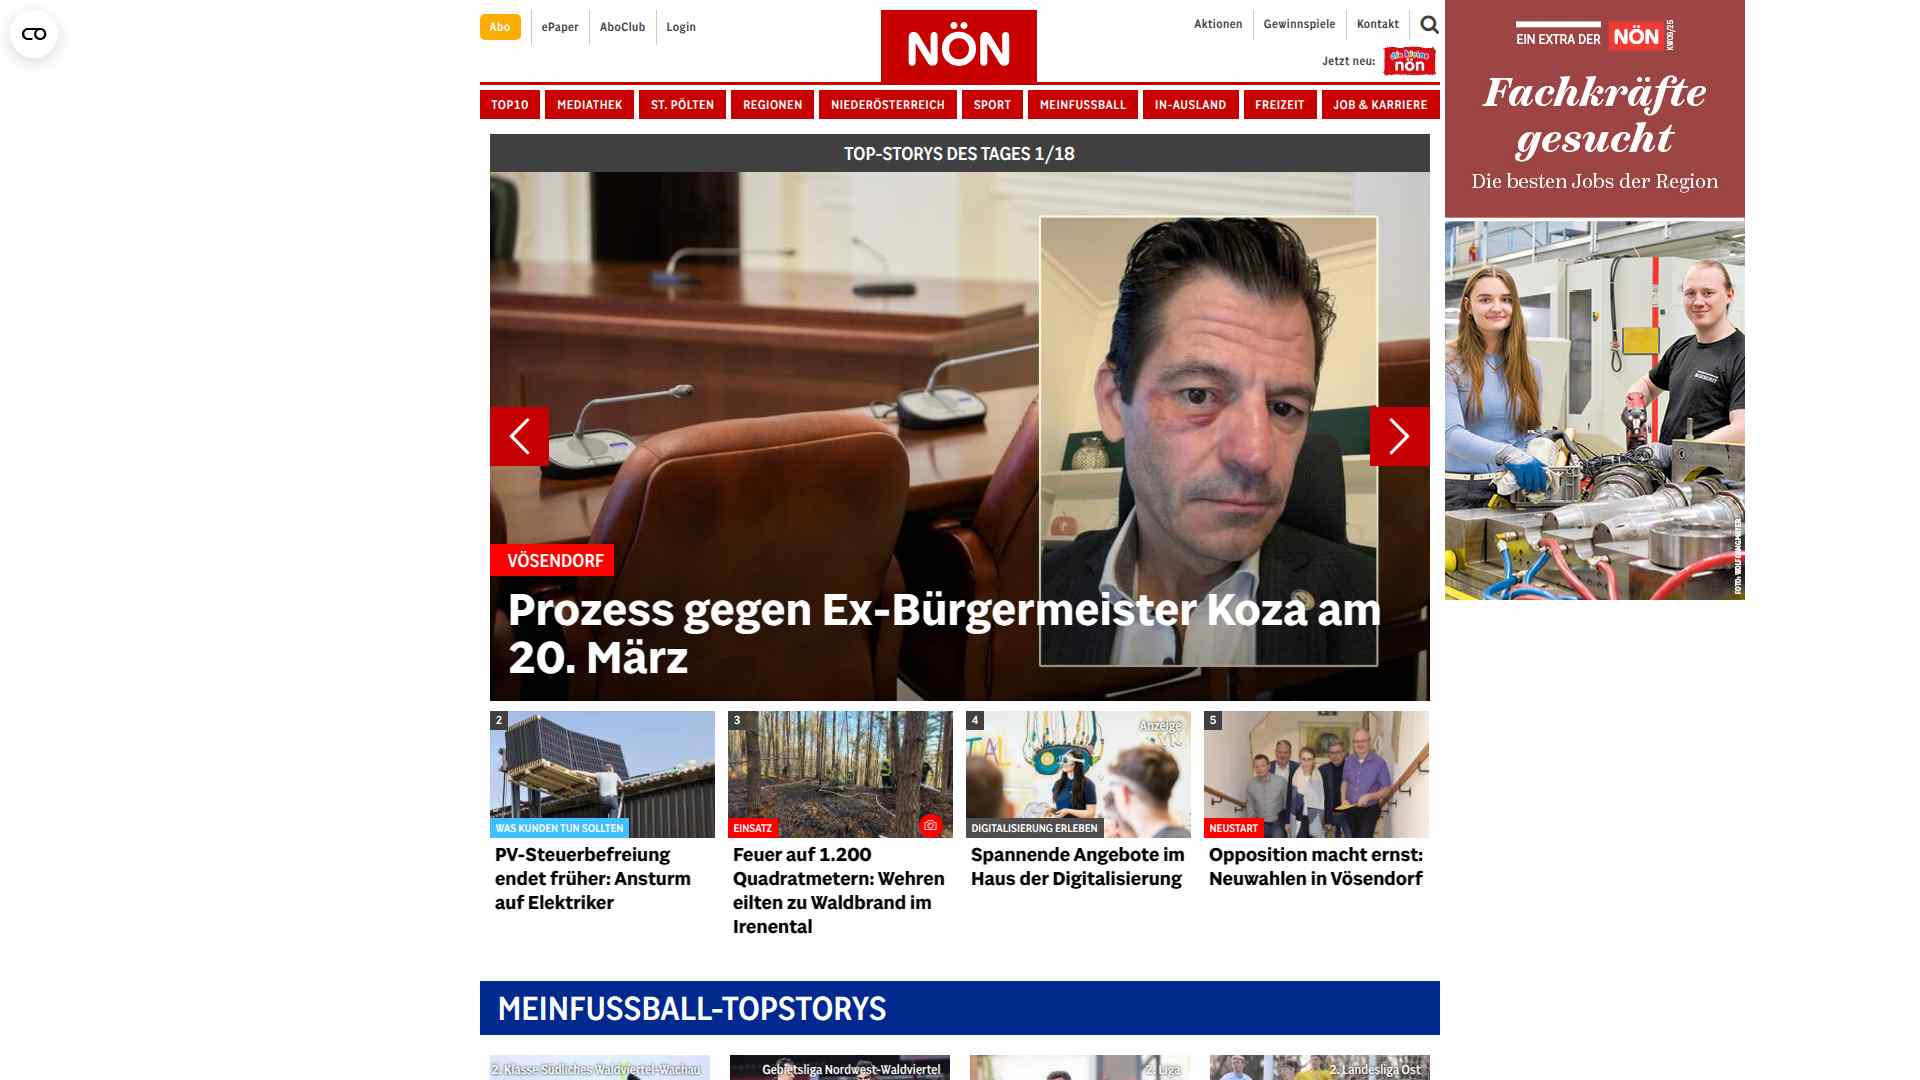 Abo
ePaper
AboClub
Login
NÖN
Aktionen
Gewinnspiele
Kontakt
Jetzt neu:
die kleine
nön
TOP10
MEDIATHEK
ST. PÖLTEN
REGIONEN
NIEDERÖSTERREICH
SPORT
MEINFUSSBALL
IN-AUSLAND
FREIZEIT
JOB & KARRIERE
TOP-STORYS DES TAGES 1/18
VÖSENDORF
Prozess gegen Ex-Bürgermeister Koza am
20. März
2
WAS KUNDEN TUN SOLLTEN
PV-Steuerbefreiung
endet früher: Ansturm
auf Elektriker
3
EINSATZ
Feuer auf 1.200
Quadratmetern: Wehren
eilten zu Waldbrand im
Irenental
4
Anzeige
DIGITALISIERUNG ERLEBEN
Spannende Angebote im
Haus der Digitalisierung
5
NEUSTART
Opposition macht ernst:
Neuwahlen in Vösendorf
MEINFUSSBALL-TOPSTORYS
2. Klasse Südliches Waldviertel-Wachau
Gebietsliga Nordwest-Waldviertel
2. Liga
2. Landesliga Ost
EIN EXTRA DER
NÖN
KW09/25
Fachkräfte
gesucht
Die besten Jobs der Region